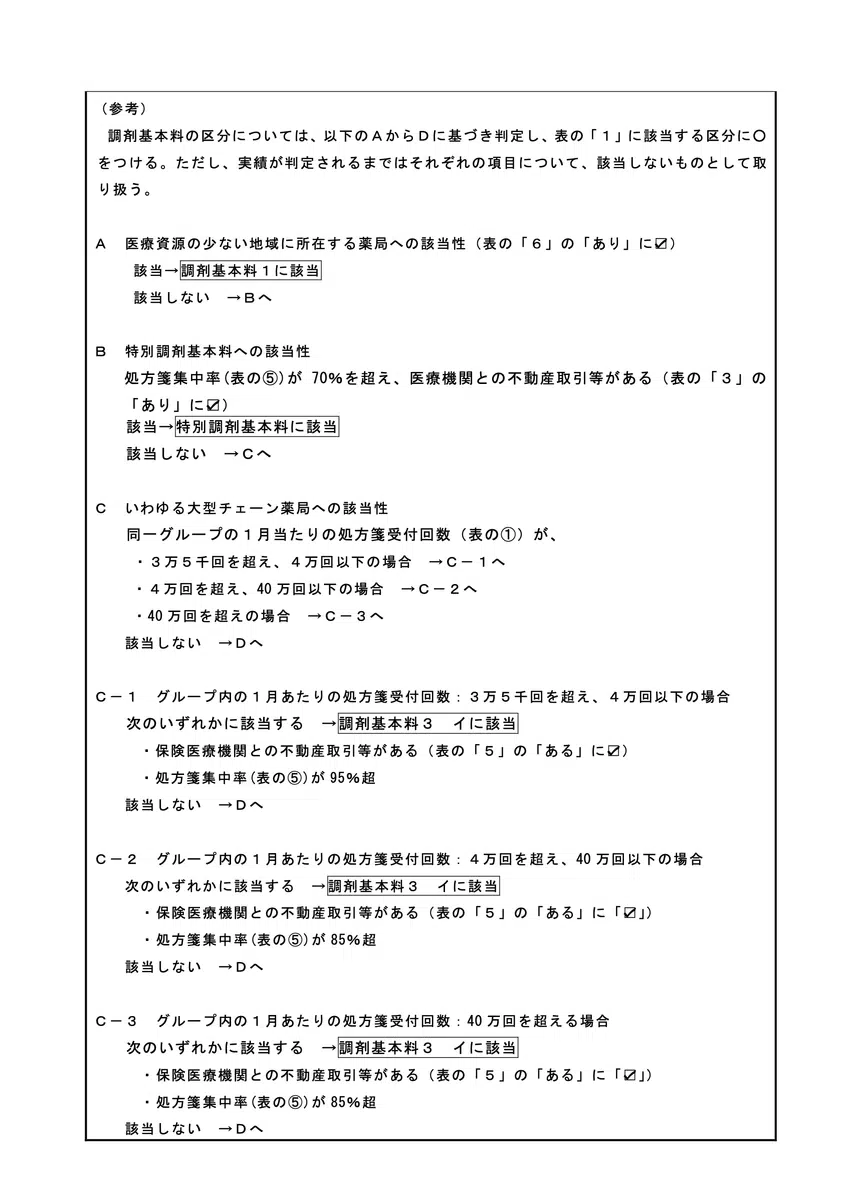 （参考）
調剤基本料の区分については、以下のＡからＤに基づき判定し、表の「１」に該当する区分に〇
をつける。ただし、実績が判定されるまではそれぞれの項目について、該当しないものとして取
り扱う。
Ａ　医療資源の少ない地域に所在する薬局への該当性（表の「６」の「あり」に☑）
該当→調剤基本料１に該当
該当しない　→Ｂへ
Ｂ　特別調剤基本料への該当性
処方箋集中率(表の⑤)が 70％を超え、医療機関との不動産取引等がある（表の「３」の
「あり」に☑）
該当→特別調剤基本料に該当
該当しない　→Ｃへ
Ｃ　いわゆる大型チェーン薬局への該当性
同一グループの１月当たりの処方箋受付回数（表の①）が、
・３万５千回を超え、４万回以下の場合　→Ｃ－１へ
・４万回を超え、40 万回以下の場合　→Ｃ－２へ
・40 万回を超えの場合　→Ｃ－３へ
該当しない　→Ｄへ
Ｃ－１　グループ内の１月あたりの処方箋受付回数：３万５千回を超え、４万回以下の場合
次のいずれかに該当する　→調剤基本料３　イに該当
・保険医療機関との不動産取引等がある（表の「５」の「ある」に☑）
・処方箋集中率(表の⑤)が 95％超
該当しない　→Ｄへ
Ｃ－２　グループ内の１月あたりの処方箋受付回数：４万回を超え、40 万回以下の場合
次のいずれかに該当する　→調剤基本料３　イに該当
・保険医療機関との不動産取引等がある（表の「５」の「ある」に「☑」）
・処方箋集中率(表の⑤)が 85％超
該当しない　→Ｄへ
Ｃ－３　グループ内の１月あたりの処方箋受付回数：40 万回を超える場合
次のいずれかに該当する　→調剤基本料３　イに該当
・保険医療機関との不動産取引等がある（表の「５」の「ある」に「☑」）
・処方箋集中率(表の⑤)が 85％超
該当しない　→Ｄへ